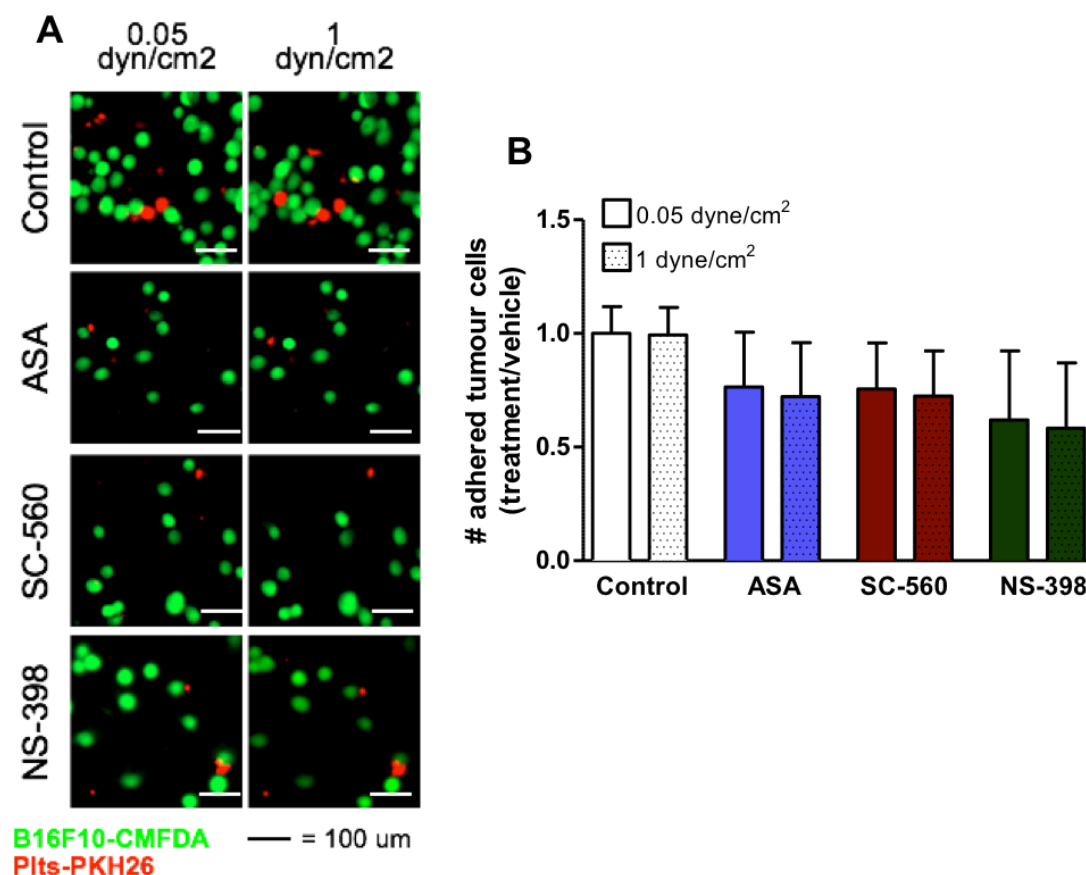 A
0.05
dyn/cm2
1
dyn/cm2
Control
ASA
SC-560
NS-398
B16F10-CMFDA
Plts-PKH26
= 100 um
B
0.05 dyne/cm²
1 dyne/cm²
# adhered tumour cells
(treatment/vehicle)
1.5
1.0
0.5
0.0
Control ASA SC-560 NS-398